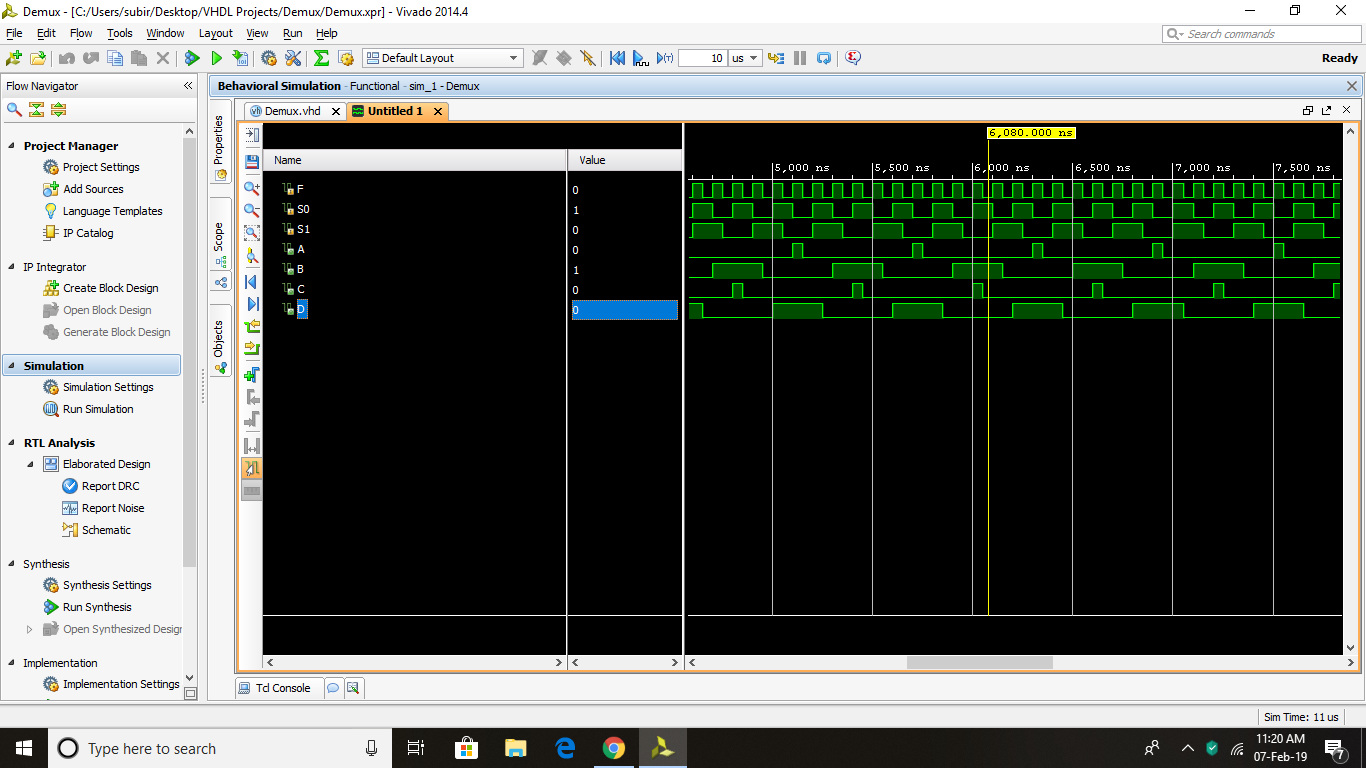 Demux - [C:/Users/subir/Desktop/VHDL Projects/Demux/Demux.xpr] - Vivado 2014.4
File Edit Flow Tools Window Layout View Run Help
Search commands
Default Layout 10 us Ready
Flow Navigator
Behavioral Simulation - Functional - sim_1 - Demux
Demux.vhd Untitled 1
Properties
Scope
Objects
Project Manager
Project Settings
Add Sources
Language Templates
IP Catalog
IP Integrator
Create Block Design
Open Block Design
Generate Block Design
Simulation
Simulation Settings
Run Simulation
RTL Analysis
Elaborated Design
Report DRC
Report Noise
Schematic
Synthesis
Synthesis Settings
Run Synthesis
Open Synthesized Design
Implementation
Implementation Settings
Name Value
F 0
S0 1
S1 0
A 0
B 1
C 0
D 0
6,080.000 ns
5,000 ns 5,500 ns 6,000 ns 6,500 ns 7,000 ns 7,500 ns
Tcl Console
Sim Time: 11 us
Type here to search
11:20 AM
07-Feb-19
7